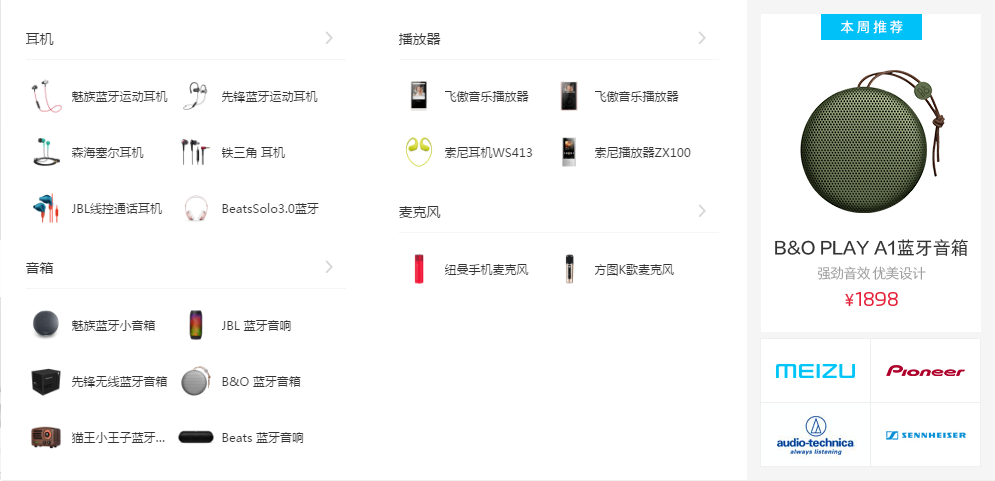 耳机
魅族蓝牙运动耳机
先锋蓝牙运动耳机
森海塞尔耳机
铁三角 耳机
JBL线控通话耳机
BeatsSolo3.0蓝牙
音箱
魅族蓝牙小音箱
JBL 蓝牙音响
先锋无线蓝牙音箱
B&O 蓝牙音箱
猫王小王子蓝牙...
Beats 蓝牙音响
播放器
飞傲音乐播放器
飞傲音乐播放器
索尼耳机WS413
索尼播放器ZX100
麦克风
纽曼手机麦克风
方图K歌麦克风
本周推荐
B&O PLAY A1蓝牙音箱
强劲音效 优美设计
¥1898
MEIZU
Pioneer
audio-technica
always listening
SENNHEISER